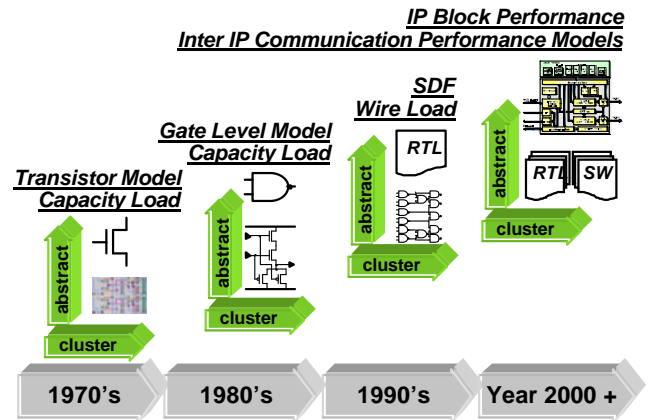 IP Block Performance
Inter IP Communication Performance Models
SDF
Wire Load
Gate Level Model
Capacity Load
RTL
Transistor Model
Capacity Load
RTL
SW
abstract
abstract
abstract
abstract
cluster
cluster
cluster
cluster
1970's
1980's
1990's
Year 2000 +